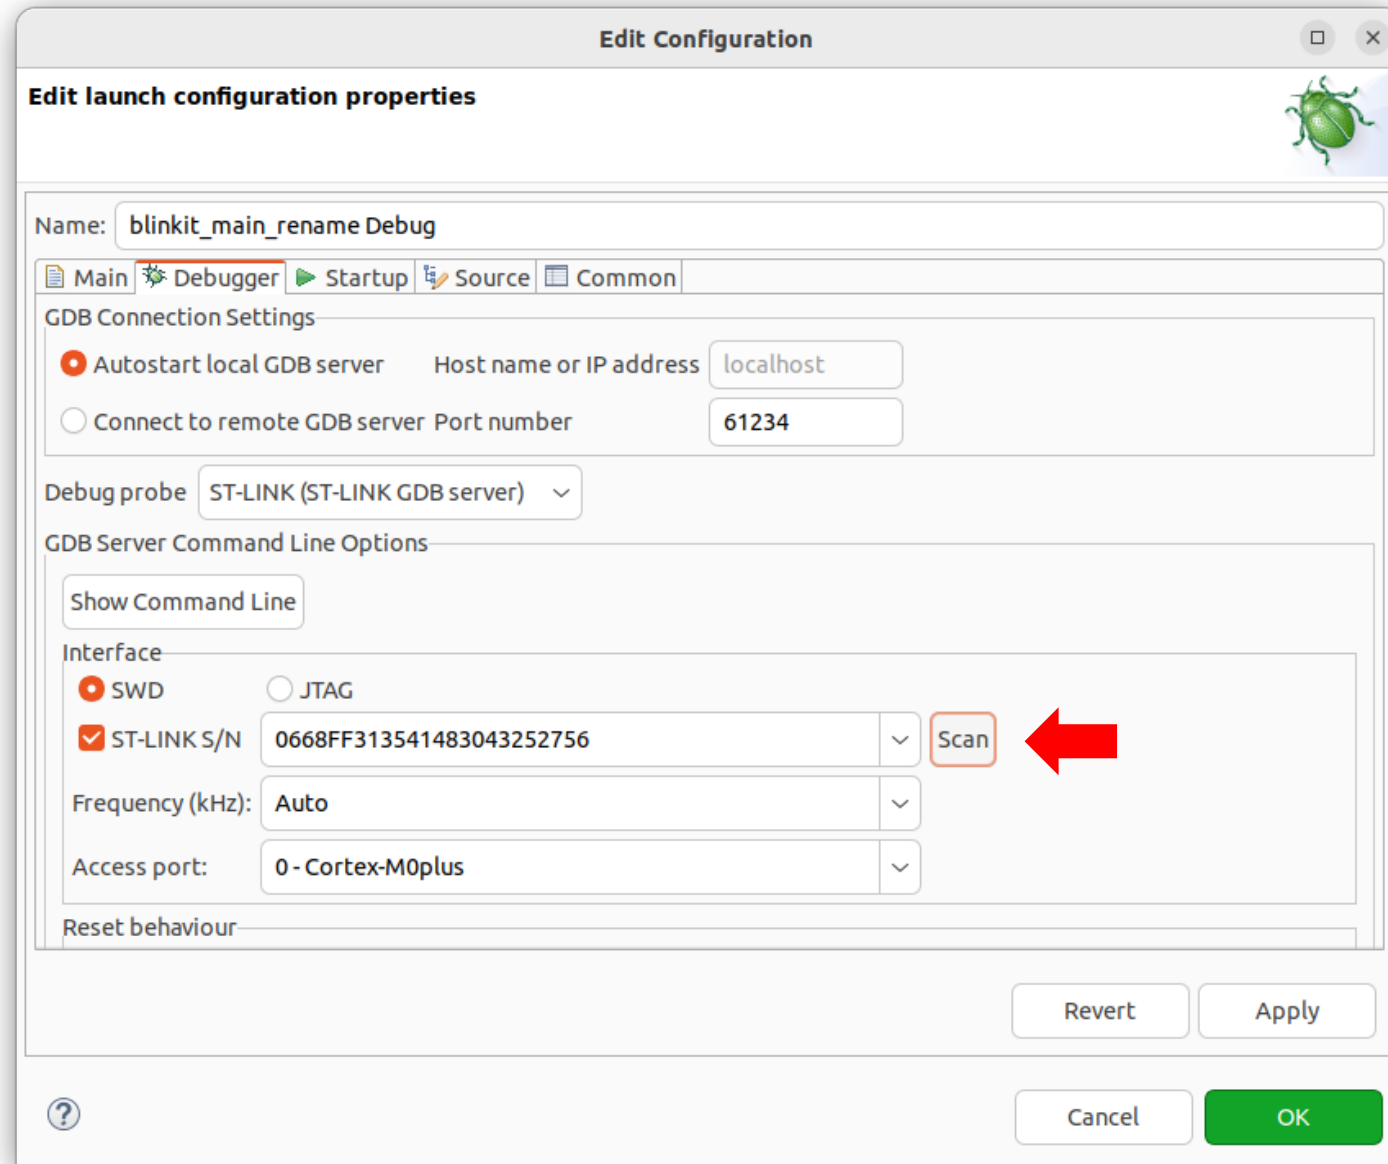 Edit Configuration
Edit launch configuration properties
Name: blinkit_main_rename Debug
Main Debugger Startup Source Common
GDB Connection Settings
Autostart local GDB server Host name or IP address localhost
Connect to remote GDB server Port number 61234
Debug probe ST-LINK (ST-LINK GDB server)
GDB Server Command Line Options
Show Command Line
Interface
SWD JTAG
ST-LINK S/N 0668FF313541483043252756 Scan
Frequency (kHz): Auto
Access port: 0 - Cortex-M0plus
Reset behaviour
Revert Apply
Cancel OK